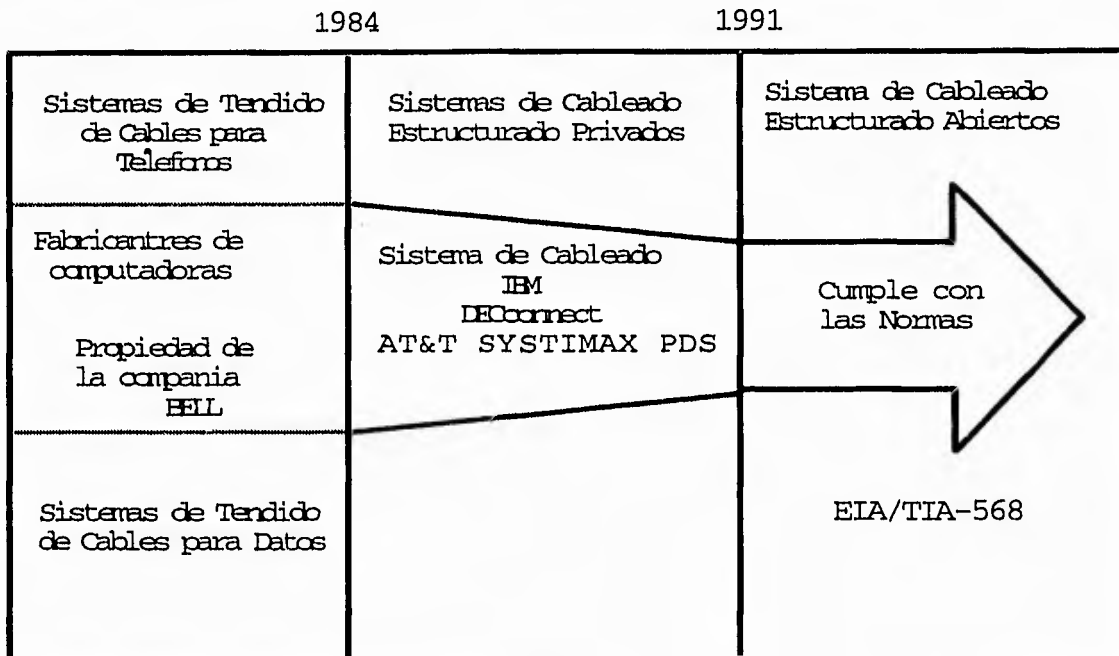 1984
1991
Sistemas de Tendido
de Cables para
Telefonos
Fabricantres de
computadoras
Propiedad de
la compania
BELL
Sistemas de Tendido
de Cables para Datos
Sistemas de Cableado
Estructurado Privados
Sistema de Cableado
IBM
DEConnect
AT&T SYSTIMAX PDS
Sistema de Cableado
Estructurado Abiertos
Cumple con
las Normas
EIA/TIA-568